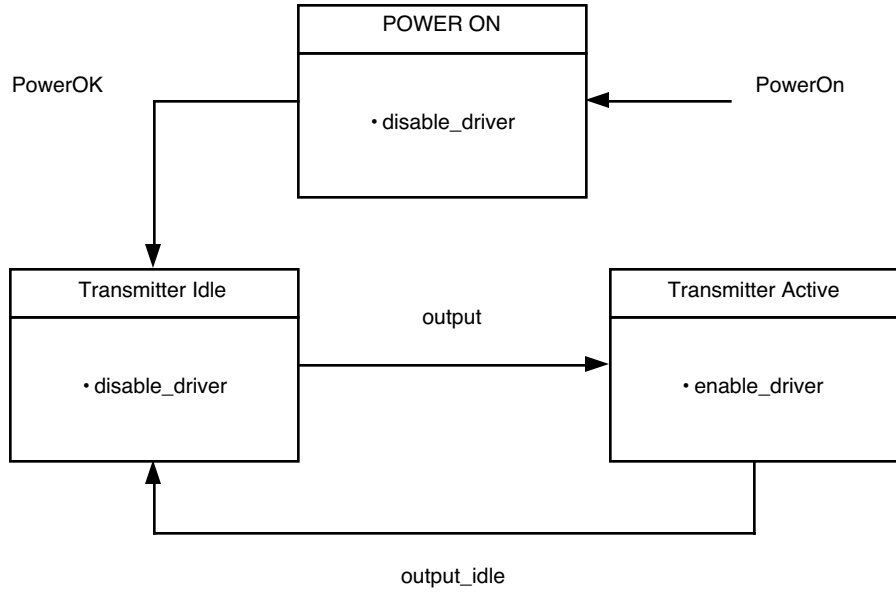 POWER ON
PowerOK
PowerOn
• disable_driver
Transmitter Idle
Transmitter Active
output
• disable_driver
• enable_driver
output_idle